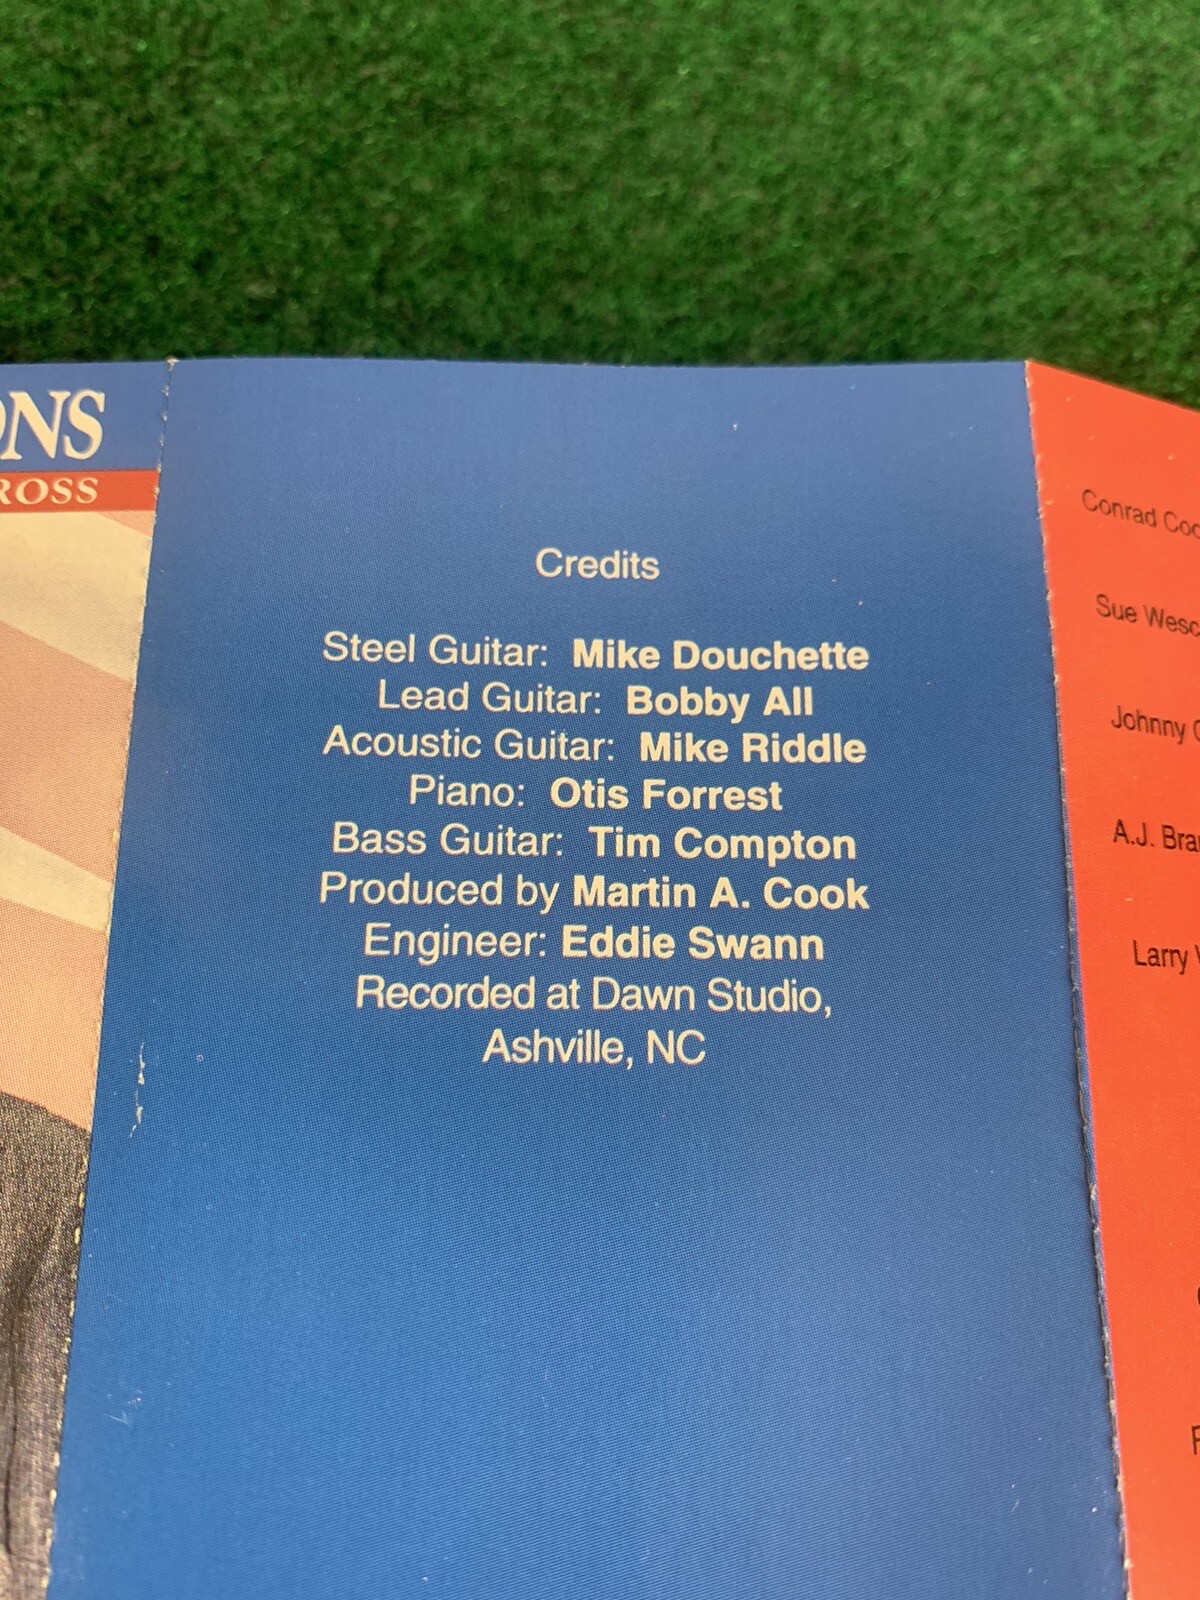 ONS
ROSS
Credits
Steel Guitar: Mike Douchette
Lead Guitar: Bobby All
Acoustic Guitar: Mike Riddle
Piano: Otis Forrest
Bass Guitar: Tim Compton
Produced by Martin A. Cook
Engineer: Eddie Swann
Recorded at Dawn Studio,
Ashville, NC
Conrad
Sue
Johnny
A.J.
Larry